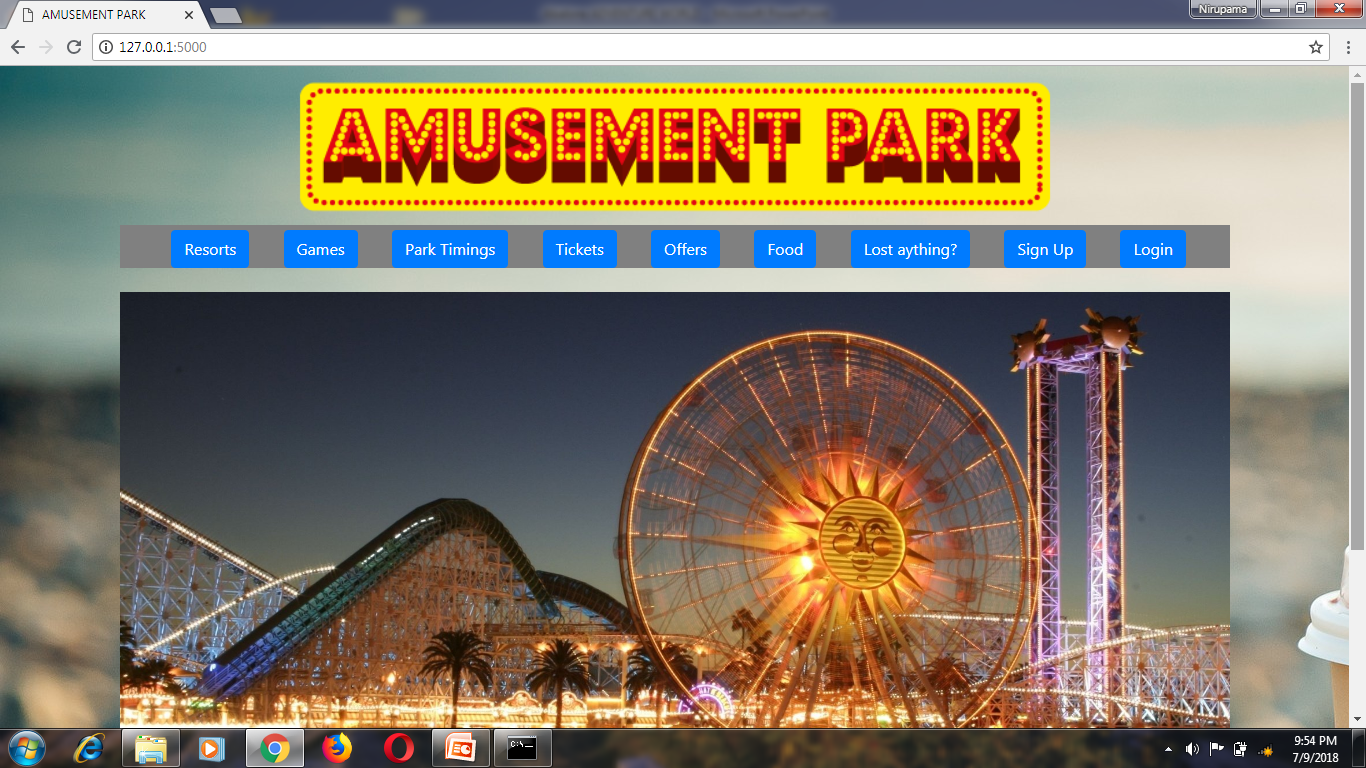 AMUSEMENT PARK
Nirupama
127.0.0.1:5000
AMUSEMENT PARK
Resorts Games Park Timings Tickets Offers Food Lost aything? Sign Up Login
9:54 PM
7/9/2018